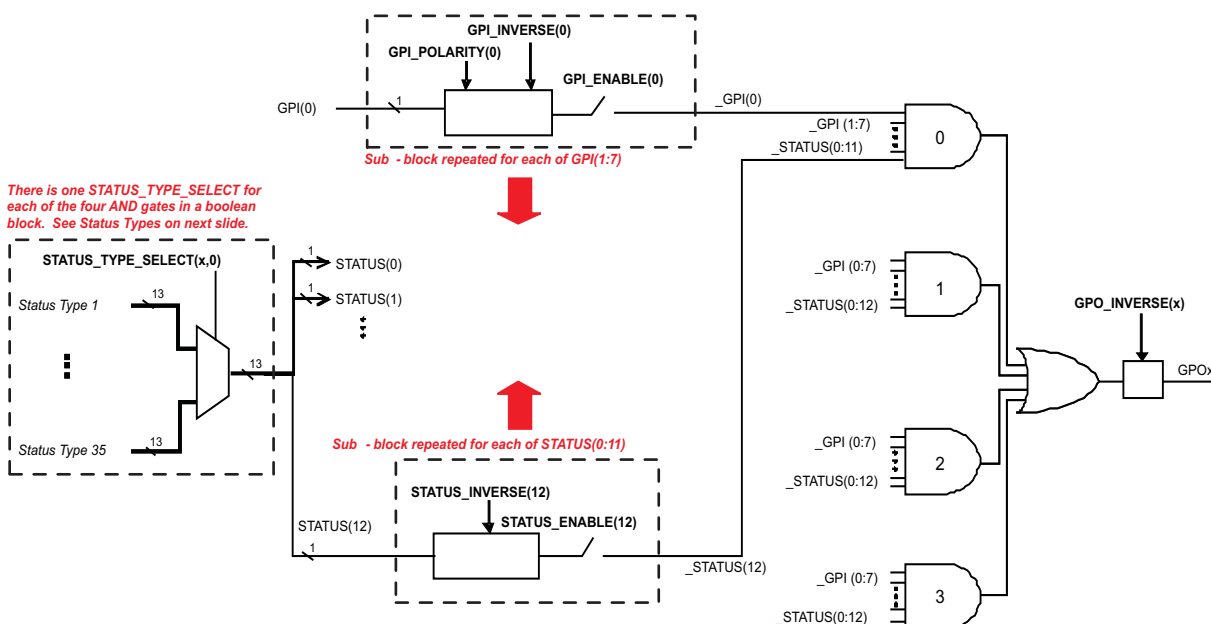 GPI_INVERSE(0)
GPI_POLARITY(0)
GPI_ENABLE(0)
GPI(0)
1
_GPI(0)
_GPI (1:7)
_STATUS(0:11)
0
Sub - block repeated for each of GPI(1:7)
There is one STATUS_TYPE_SELECT for
each of the four AND gates in a boolean
block. See Status Types on next slide.
STATUS_TYPE_SELECT(x,0)
Status Type 1
13
13
Status Type 35
13
1
STATUS(0)
1
STATUS(1)
_GPI (0:7)
_STATUS(0:12)
1
GPO_INVERSE(x)
GPOx
Sub - block repeated for each of STATUS(0:11)
_GPI (0:7)
_STATUS(0:12)
2
STATUS_INVERSE(12)
STATUS_ENABLE(12)
STATUS(12)
1
_STATUS(12)
_GPI (0:7)
_STATUS(0:12)
3